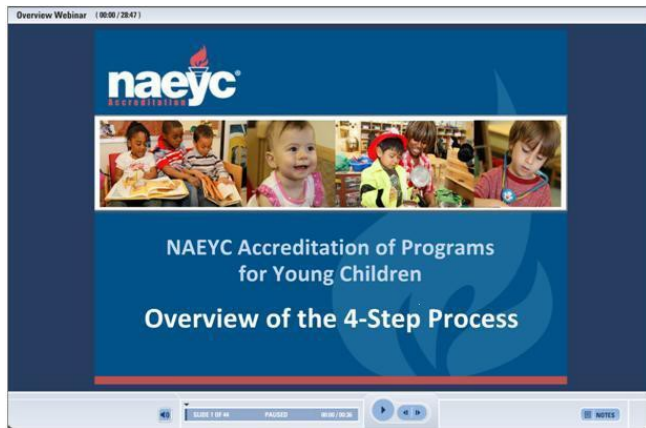 Overview Webinar ( 00:00 / 28:47 )
naeyc®
Accreditation
NAEYC Accreditation of Programs
for Young Children
Overview of the 4-Step Process
SLIDE 1 OF 44 PAUSED 00:00 / 00:36
NOTES